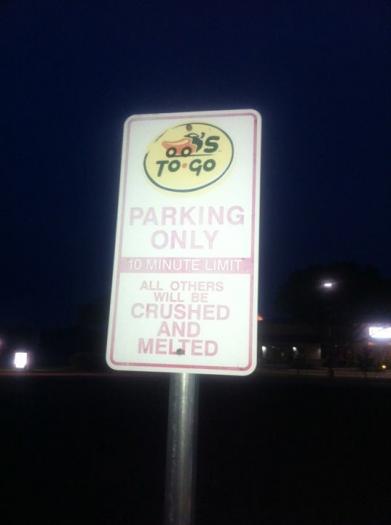 'S
TO•GO
PARKING
ONLY
10 MINUTE LIMIT
ALL OTHERS
WILL BE
CRUSHED
AND
MELTED